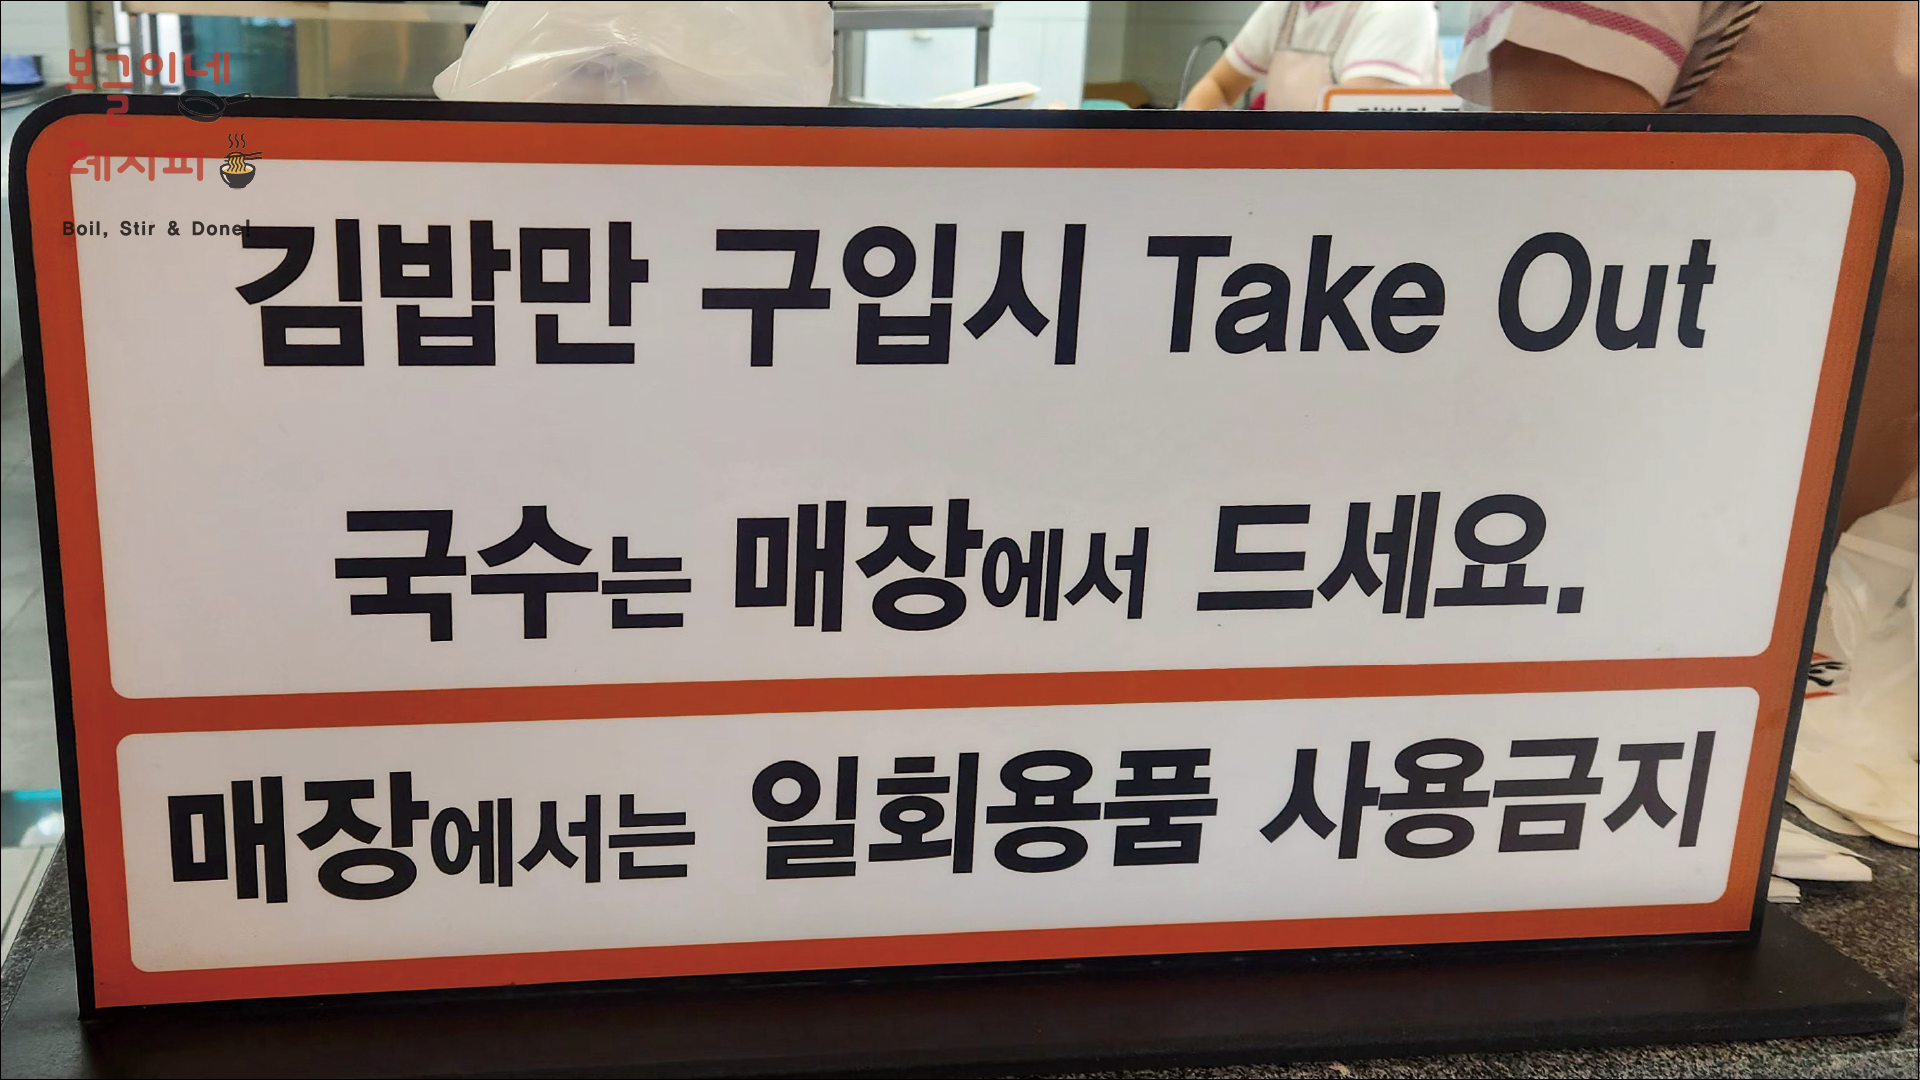 보글이네
레시피
Boil, Stir & Done!
김밥만 구입시 Take Out
국수는 매장에서 드세요.
매장에서는 일회용품 사용금지